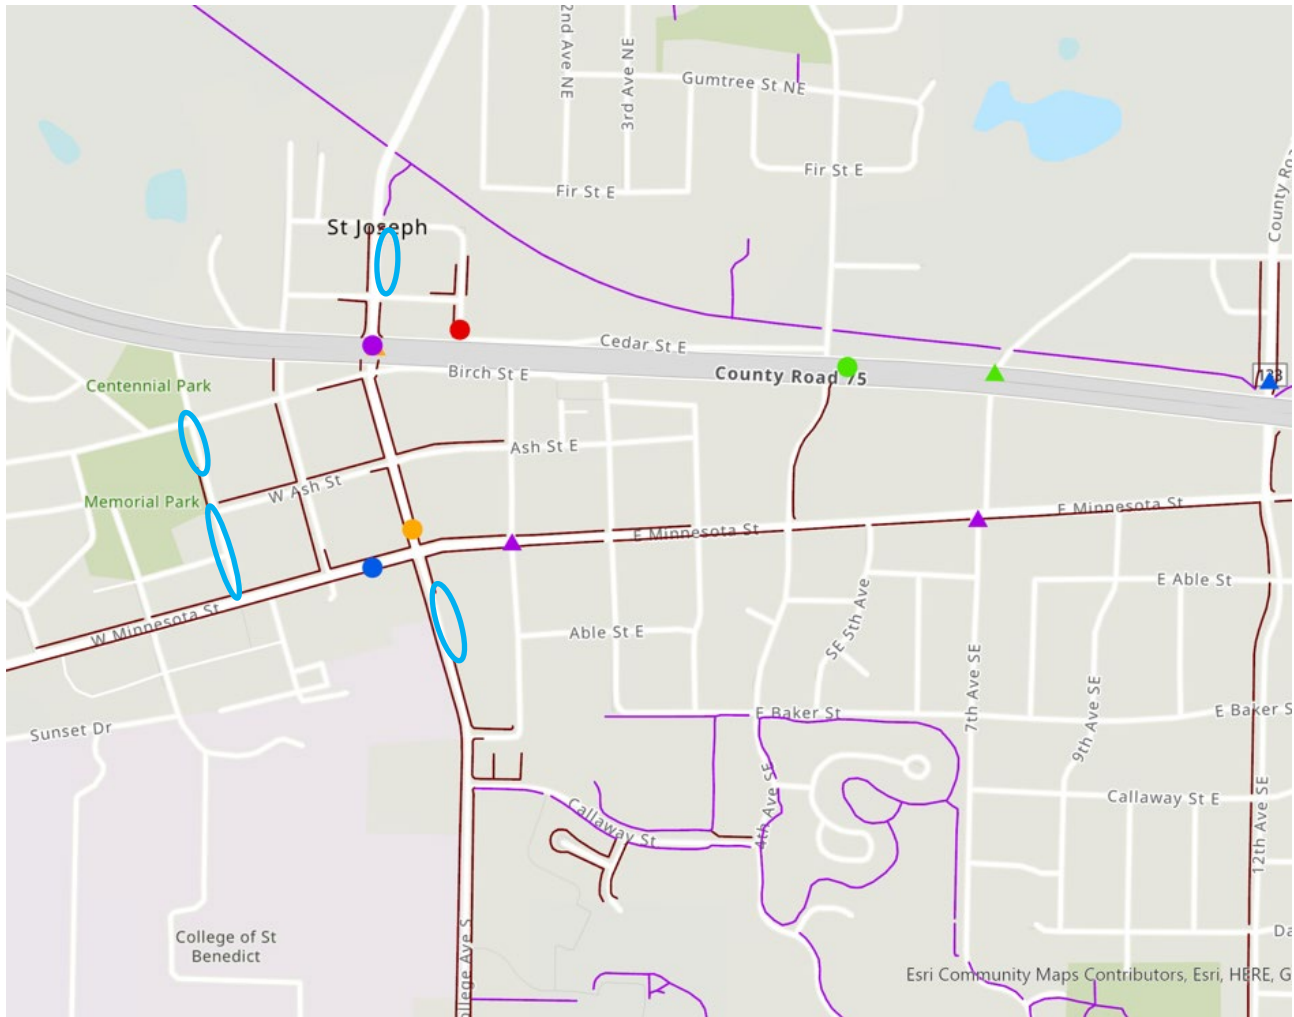 2nd Ave NE
3rd Ave NE
Gumtree St NE
Fir St E
Fir St E
County Roa
St Joseph
Cedar St E
Centennial Park
Birch St E
County Road 75
133
Ash St E
W Ash St
Memorial Park
E Minnesota St
E Minnesota St
W Minnesota St
E Able St
Able St E
SE 5th Ave
7th Ave SE
9th Ave SE
E Baker St
E Baker S
Sunset Dr
Callaway St
4th Ave SE
Callaway St E
12th Ave SE
College of St
Benedict
ollege Ave S
Da
Esri Community Maps Contributors, Esri, HERE, G